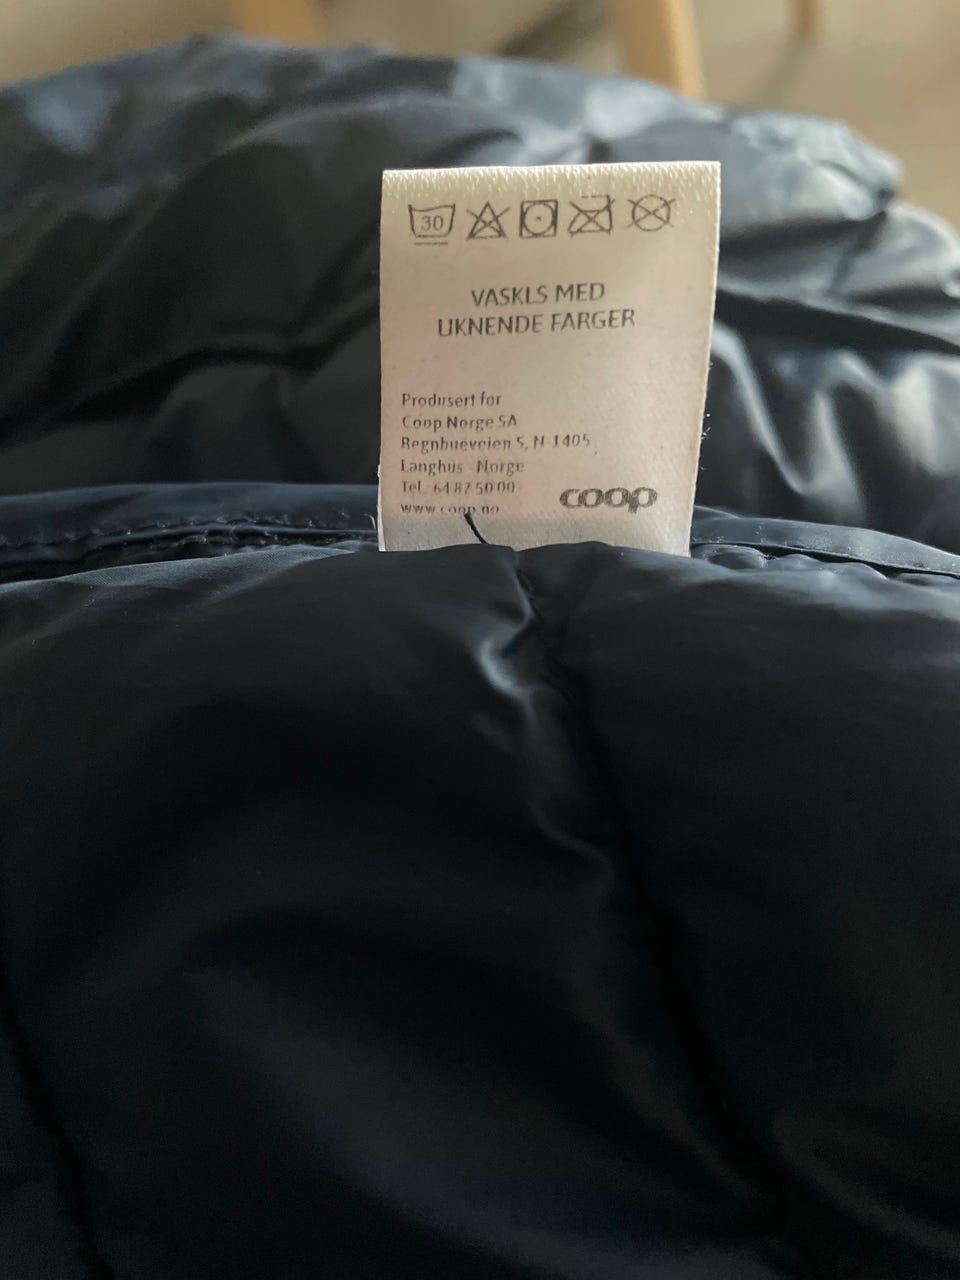 30
VASKES MED
LIKNENDE FARGER
Produsert for
Coop Norge SA
Regnbueveien 5, N-1405
Langhus - Norge
Tel.: 64 87 50 00
www.coop.no
coop